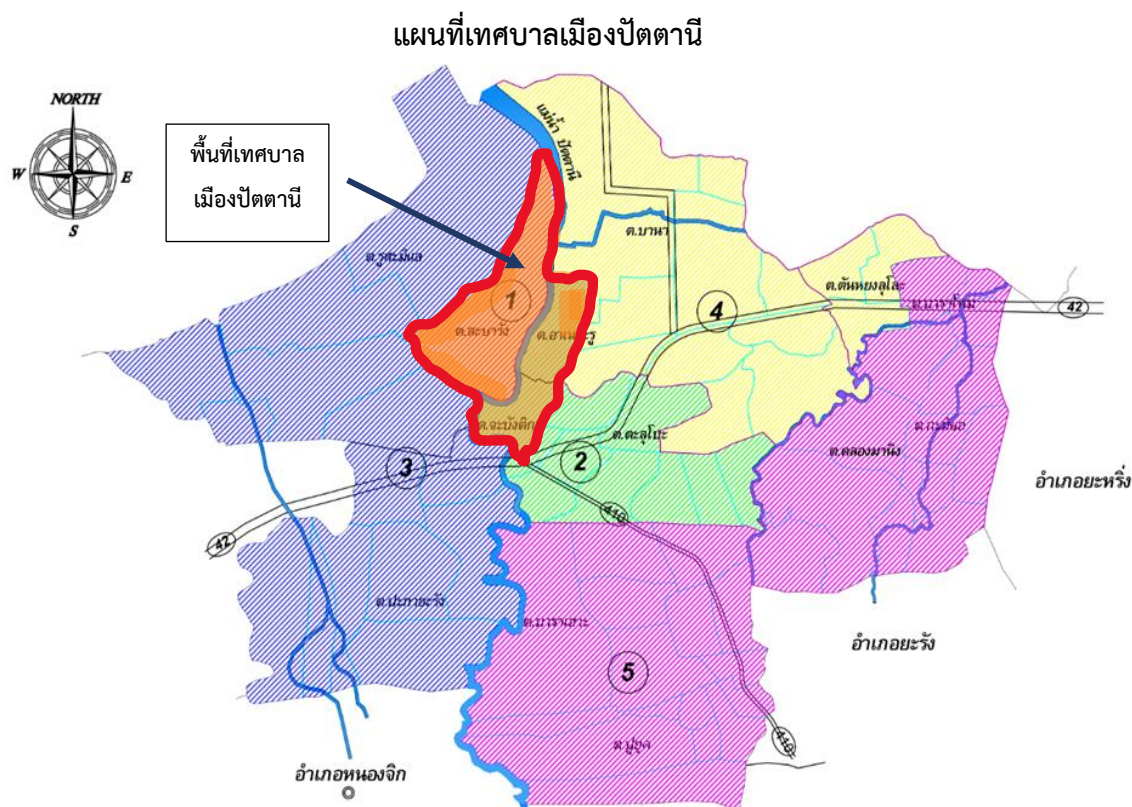 แผนที่เทศบาลเมืองปัตตานี
NORTH
W
E
S
พื้นที่เทศบาล
เมืองปัตตานี
แม่น้ำ ปัตตานี
ต.บานา
ต.รูสะมิแล
1
ต.สะบารัง
4
ต.ตันหยงลุโละ
42
ต.จะบังติกอ
ต.ตะลุโบะ
2
3
ต.คลองมานิง
ต.กะมิยอ
อำเภอยะหริ่ง
42
410
ต.ปะกาฮะรัง
ต.บาราเฮาะ
อำเภอยะรัง
5
ต.ปูยุด
410
อำเภอหนองจิก